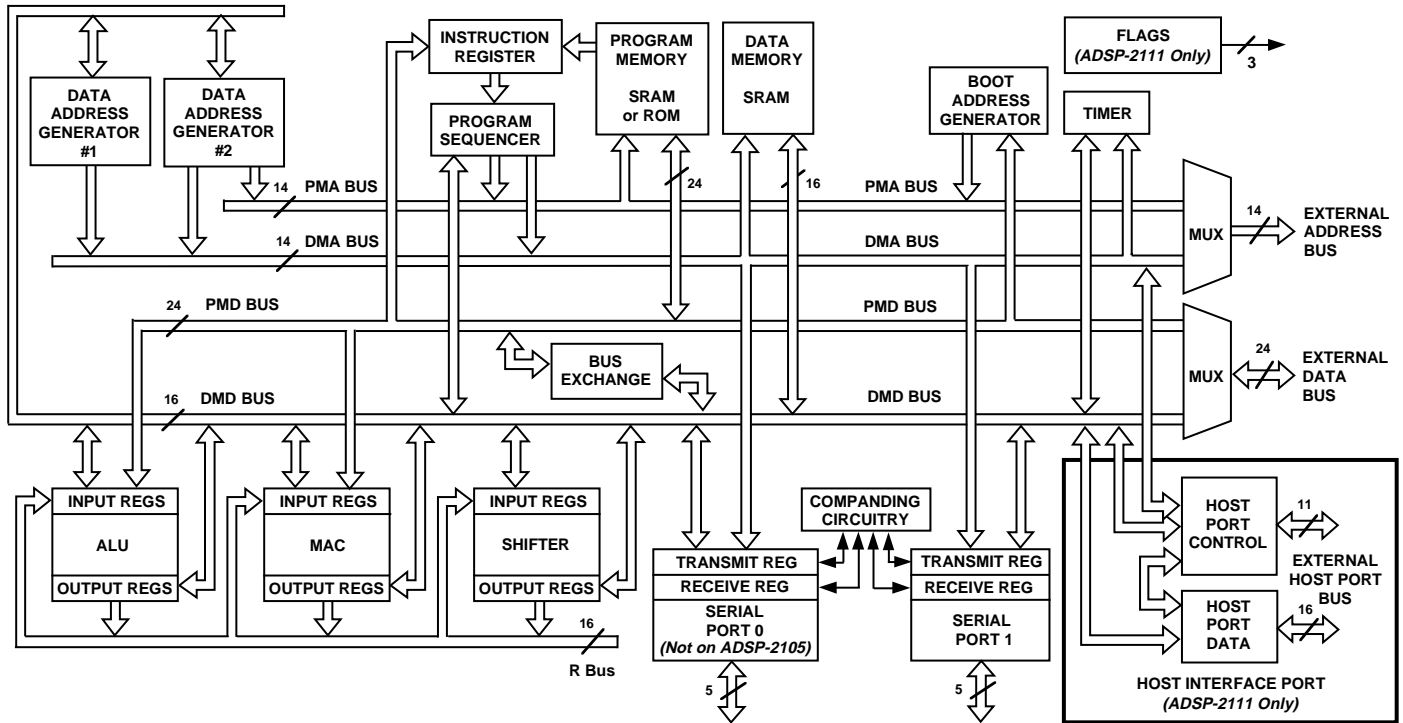 INSTRUCTION
REGISTER
PROGRAM
MEMORY
SRAM
or ROM
DATA
MEMORY
SRAM
FLAGS
(ADSP-2111 Only)
3
DATA
ADDRESS
GENERATOR
#1
DATA
ADDRESS
GENERATOR
#2
PROGRAM
SEQUENCER
BOOT
ADDRESS
GENERATOR
TIMER
14
PMA BUS
24
16
PMA BUS
14
DMA BUS
DMA BUS
MUX
14
EXTERNAL
ADDRESS
BUS
24
PMD BUS
PMD BUS
BUS
EXCHANGE
MUX
24
EXTERNAL
DATA
BUS
16
DMD BUS
DMD BUS
INPUT REGS
ALU
OUTPUT REGS
INPUT REGS
MAC
OUTPUT REGS
INPUT REGS
SHIFTER
OUTPUT REGS
16
R Bus
COMPANDING
CIRCUITRY
TRANSMIT REG
RECEIVE REG
SERIAL
PORT 0
(Not on ADSP-2105)
5
TRANSMIT REG
RECEIVE REG
SERIAL
PORT 1
5
HOST
PORT
CONTROL
11
EXTERNAL
HOST PORT
BUS
HOST
PORT
DATA
16
HOST INTERFACE PORT
(ADSP-2111 Only)